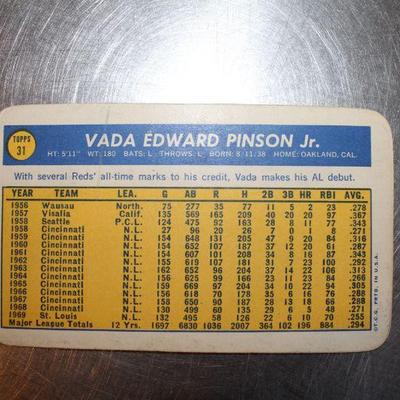 TOPPS
31
VADA EDWARD PINSON Jr.
HT: 5'11" WT: 180 BATS: L THROWS: L BORN: 8/11/38 HOME: OAKLAND, CAL.
With several Reds' all-time marks to his credit, Vada makes his AL debut.
YEAR TEAM LEA. G AB R H 2B 3B HR RBI AVG.
1956 Wausau North. 75 277 35 77 11 5 2 20 .278
1957 Visalia Calif. 135 569 165 209 40 20 20 97 .367
1958 Seattle P.C.L. 124 475 92 163 28 8 11 77 .343
1958 Cincinnati N.L. 27 96 20 26 7 0 1 8 .271
1959 Cincinnati N.L. 154 648 131 205 47 9 20 84 .316
1960 Cincinnati N.L. 154 652 107 187 37 12 20 61 .287
1961 Cincinnati N.L. 154 607 101 208 34 8 16 87 .343
1962 Cincinnati N.L. 155 619 107 181 31 7 23 100 .292
1963 Cincinnati N.L. 162 652 96 204 37 14 22 106 .313
1964 Cincinnati N.L. 156 625 99 166 23 11 23 84 .266
1965 Cincinnati N.L. 159 669 97 204 34 10 22 94 .305
1966 Cincinnati N.L. 156 618 70 178 35 6 16 76 .288
1967 Cincinnati N.L. 158 650 90 187 28 13 18 66 .288
1968 Cincinnati N.L. 130 499 60 135 29 6 5 48 .271
1969 St. Louis N.L. 132 495 58 126 22 6 10 70 .255
Major League Totals 12 Yrs. 1697 6830 1036 2007 364 102 196 884 .294
©T.C.G. PRTD. IN U.S.A.